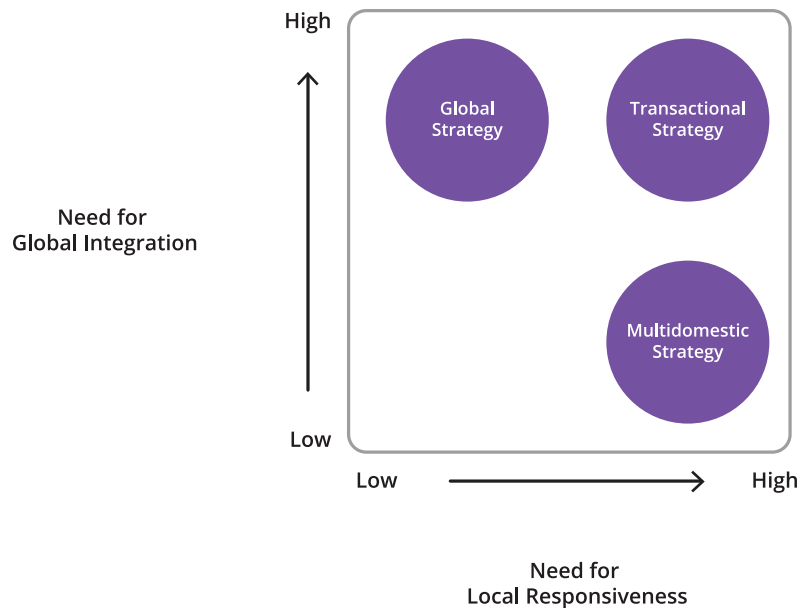 High
Global
Strategy
Transactional
Strategy
Need for
Global Integration
Multidomestic
Strategy
Low
Low
High
Need for
Local Responsiveness